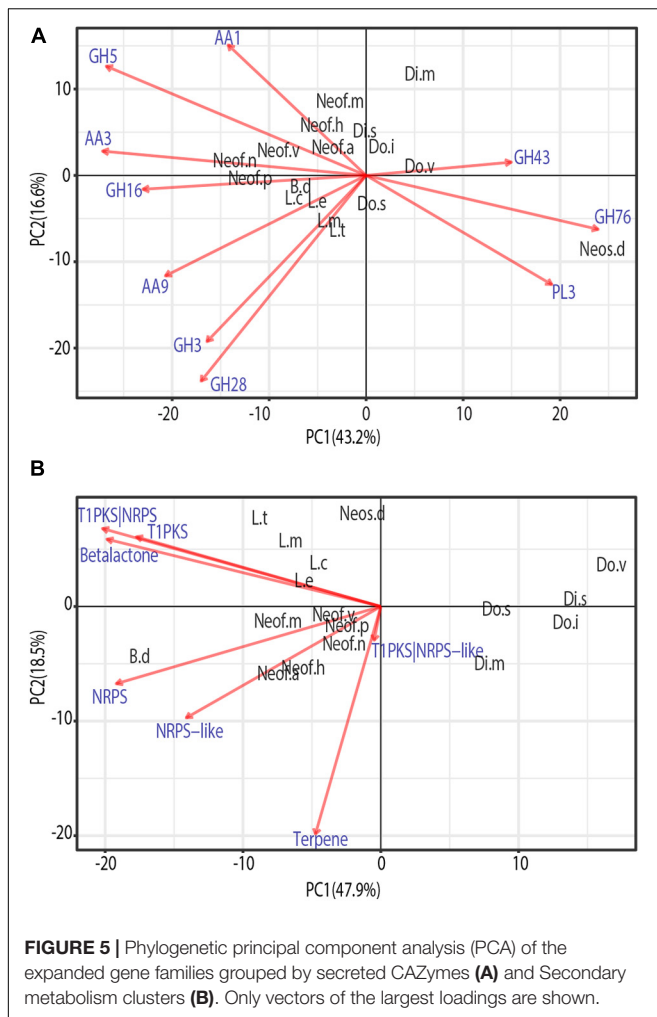 A
AA1
GH5
Di.m
10
Neof.m
Neof.h
Di.s
AA3
Neof.v
Neof.a
Do.i
Neof.n
GH43
Do.v
0
Neof.p
GH16
B.d
L.c
L.e
Do.s
GH76
L.m
L.t
Neos.d
PC2(16.6%)
-10
AA9
PL3
GH3
-20
GH28
-20
-10
0
10
20
PC1(43.2%)
B
T1PKS|NRPS
L.t
Neos.d
T1PKS
L.m
Betalactone
L.c
Do.v
L.e
0
Di.s
Do.s
Neof.v
Neof.m
Neof.p
Do.i
Neof.n
T1PKS|NRPS-like
B.d
Di.m
Neof.h
Neof.a
NRPS
PC2(18.5%)
NRPS-like
-10
-20
Terpene
-20
-10
0
10
PC1(47.9%)
FIGURE 5 | Phylogenetic principal component analysis (PCA) of the
expanded gene families grouped by secreted CAZymes (A) and Secondary
metabolism clusters (B). Only vectors of the largest loadings are shown.